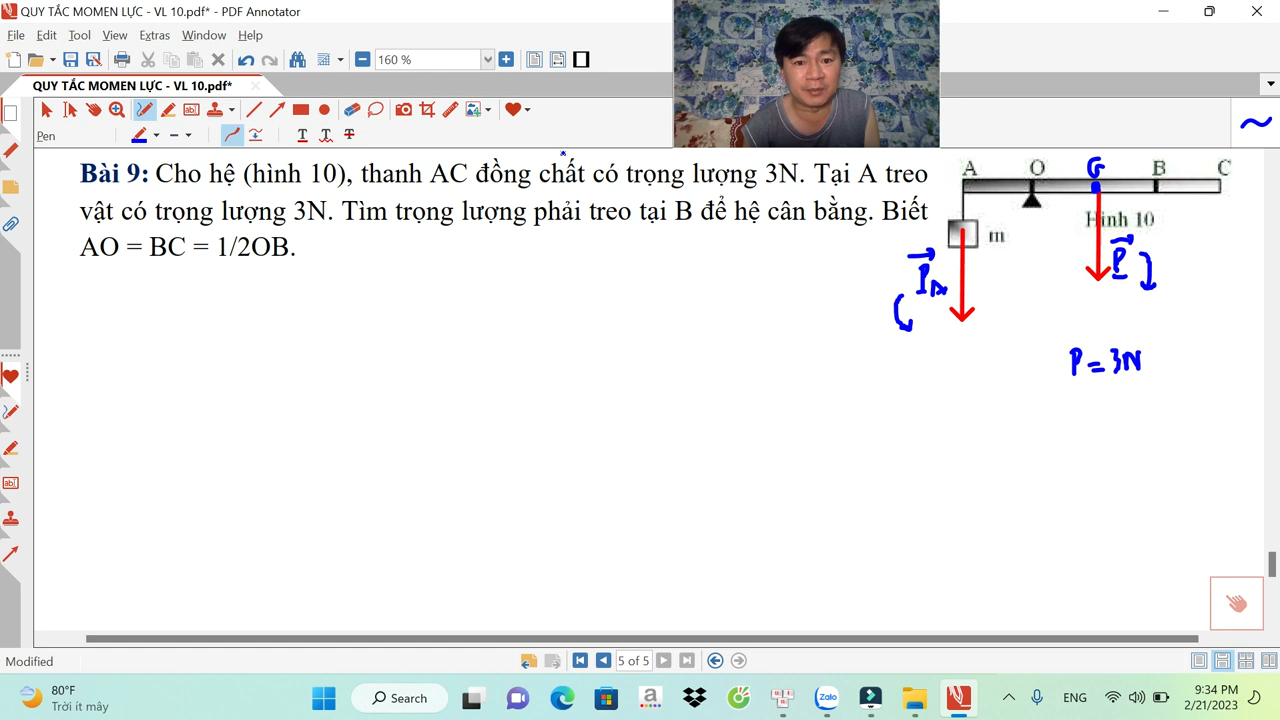 QUY TẮC MOMEN LỰC - VL 10.pdf* - PDF Annotator
File Edit Tool View Extras Window Help
160 %
QUY TẮC MOMEN LỰC - VL 10.pdf*
Pen
Bài 9: Cho hệ (hình 10), thanh AC đồng chất có trọng lượng 3N. Tại A treo
vật có trọng lượng 3N. Tìm trọng lượng phải treo tại B để hệ cân bằng. Biết
AO = BC = 1/2OB.
A O G B C
Hình 10
m
P
P_A
P = 3N
Modified
5 of 5
80°F
Trời ít mây
Search
Zalo
ENG
9:34 PM
2/21/2023